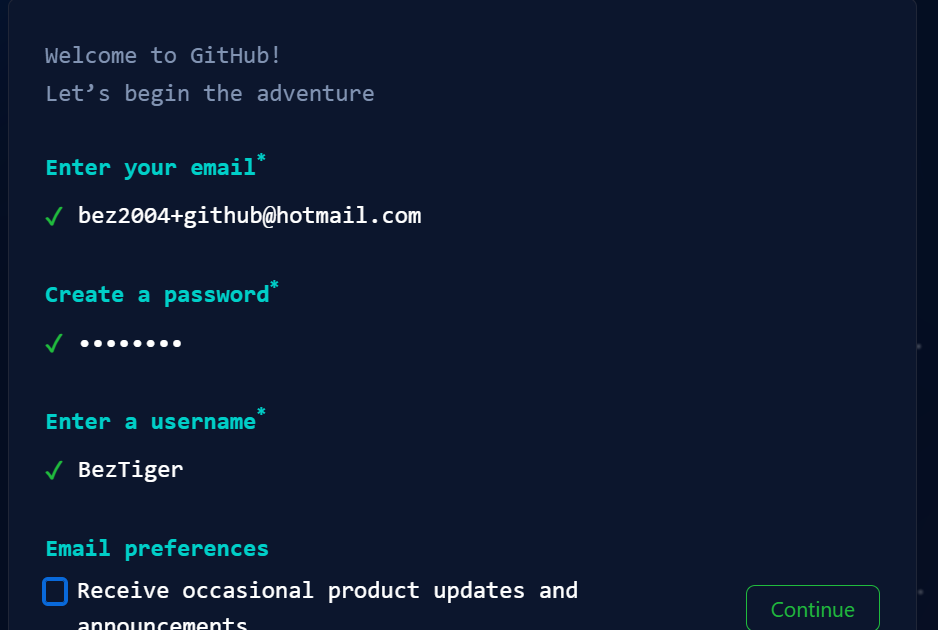 Welcome to GitHub!
Let’s begin the adventure
Enter your email*
✓ bez2004+github@hotmail.com
Create a password*
✓ ••••••••
Enter a username*
✓ BezTiger
Email preferences
Receive occasional product updates and
announcements
Continue